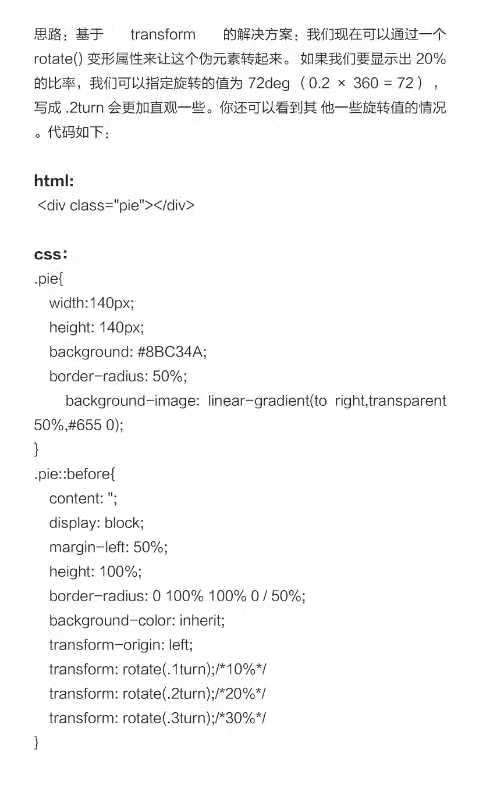 思路：基于 transform 的解决方案：我们现在可以通过一个
rotate() 变形属性来让这个伪元素转起来。 如果我们要显示出 20%
的比率，我们可以指定旋转的值为 72deg（0.2 × 360 = 72），
写成 .2turn 会更加直观一些。你还可以看到其 他一些旋转值的情况
。代码如下：
html:
<div class="pie"></div>
css：
.pie{
width:140px;
height: 140px;
background: #8BC34A;
border-radius: 50%;
background-image: linear-gradient(to right,transparent
50%,#655 0);
}
.pie::before{
content: '';
display: block;
margin-left: 50%;
height: 100%;
border-radius: 0 100% 100% 0 / 50%;
background-color: inherit;
transform-origin: left;
transform: rotate(.1turn);/*10%*/
transform: rotate(.2turn);/*20%*/
transform: rotate(.3turn);/*30%*/
}